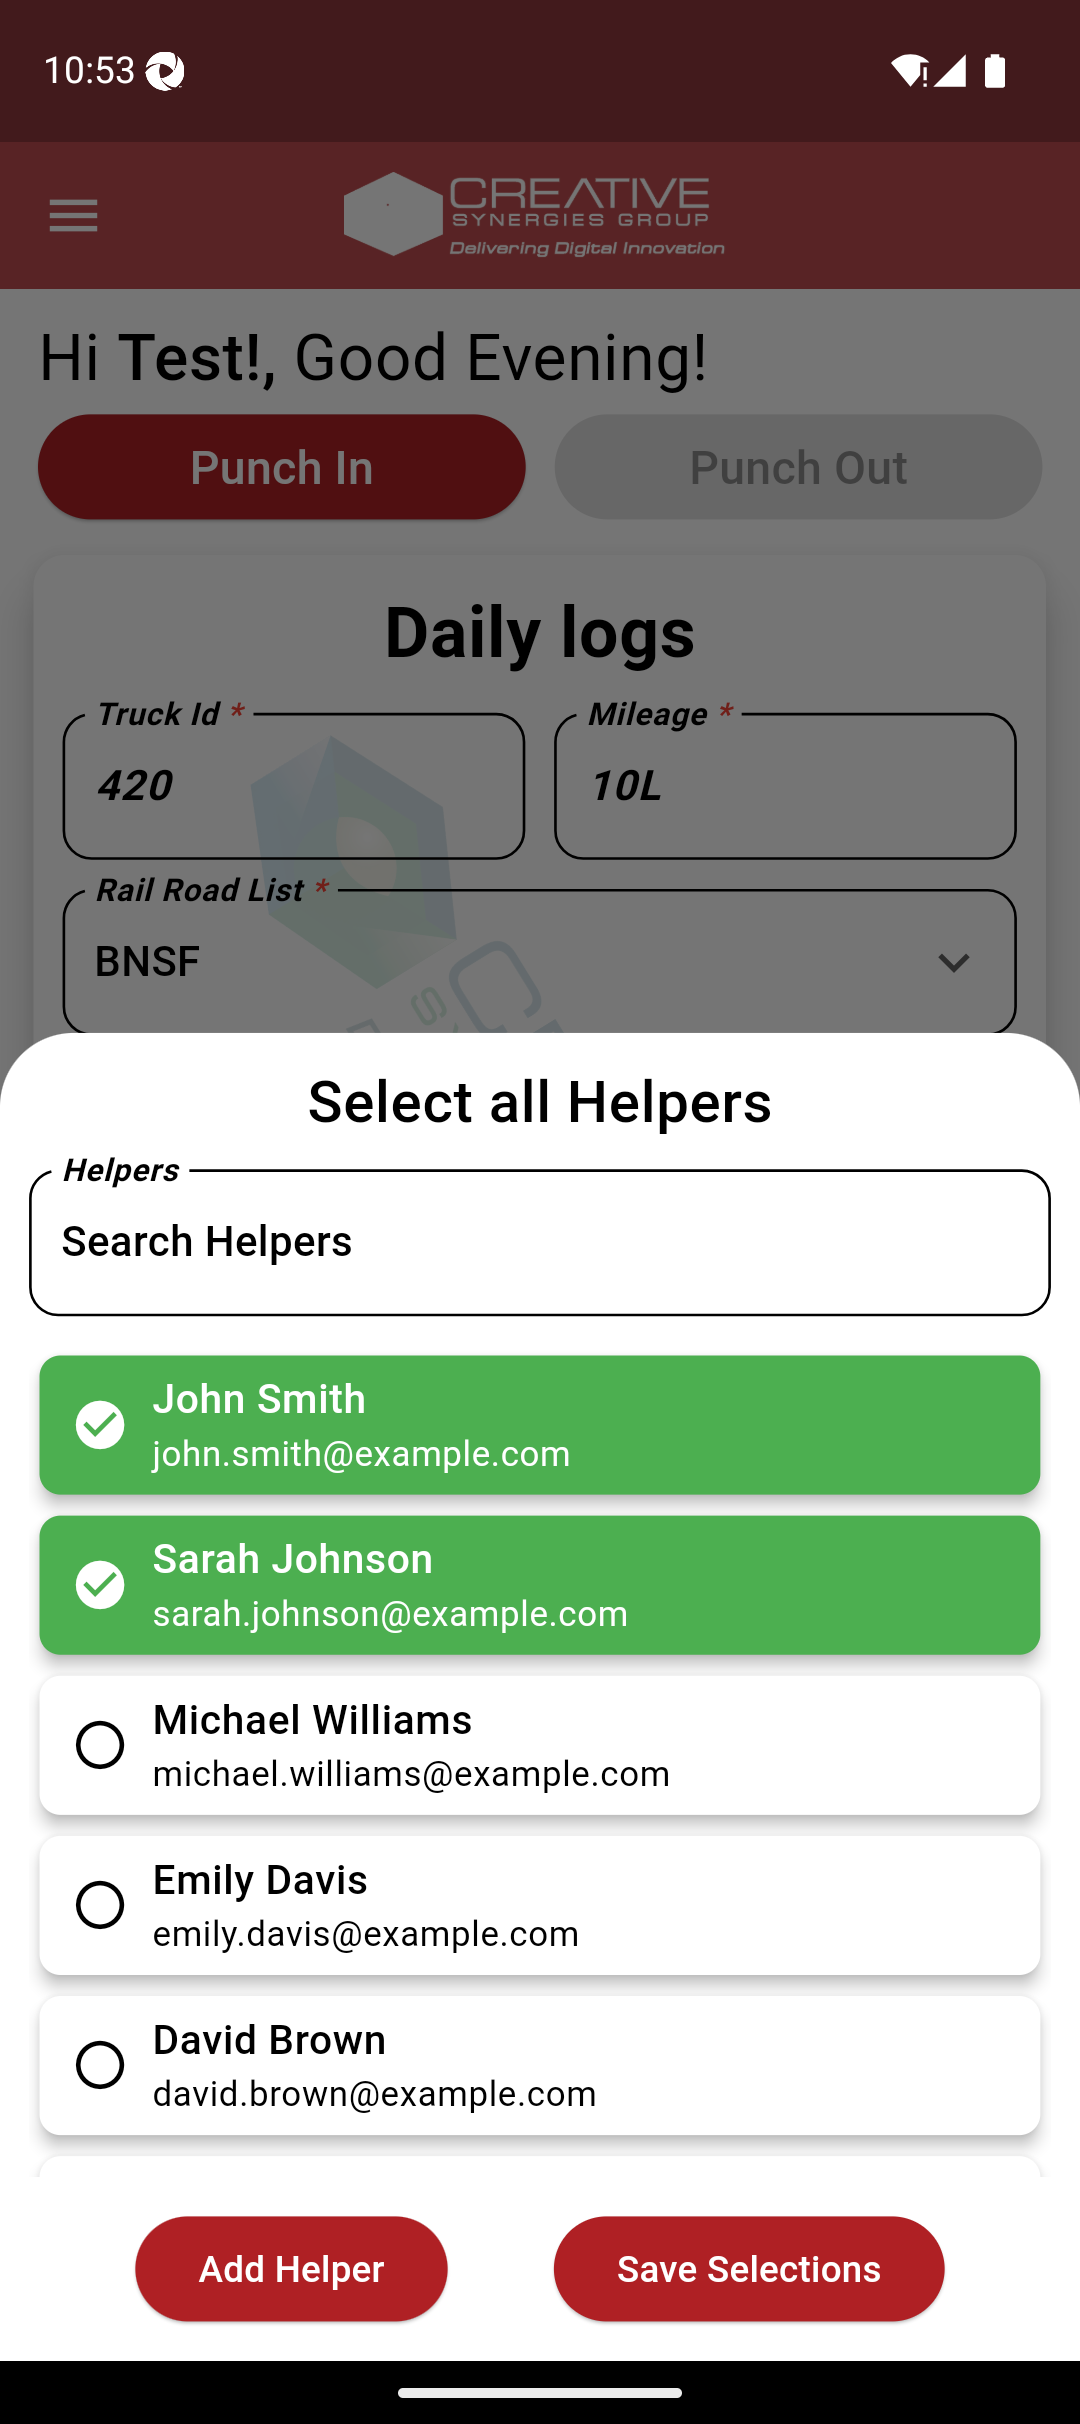 10:53
CREATIVE
SYNERGIES GROUP
Delivering Digital Innovation
Hi Test!, Good Evening!
Punch In
Punch Out
Daily logs
Truck Id *
Mileage *
420
10L
Rail Road List *
BNSF
Select all Helpers
Helpers
Search Helpers
John Smith
john.smith@example.com
Sarah Johnson
sarah.johnson@example.com
Michael Williams
michael.williams@example.com
Emily Davis
emily.davis@example.com
David Brown
david.brown@example.com
Add Helper
Save Selections